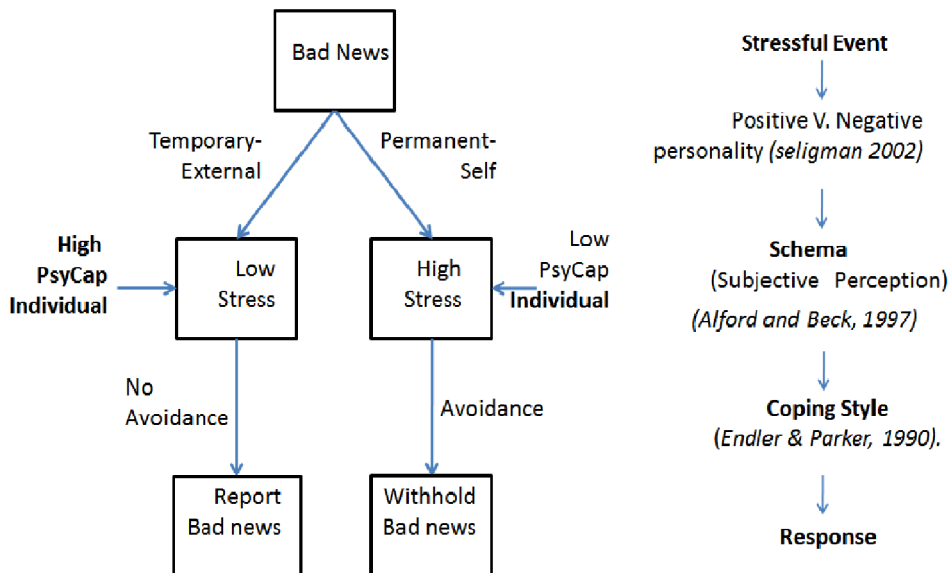 Bad News
Temporary-
External
Permanent-
Self
High
PsyCap
Individual
Low
Stress
High
Stress
Low
PsyCap
Individual
No
Avoidance
Avoidance
Report
Bad news
Withhold
Bad news
Stressful Event
Positive V. Negative
personality (seligman 2002)
Schema
(Subjective Perception)
(Alford and Beck, 1997)
Coping Style
(Endler & Parker, 1990).
Response